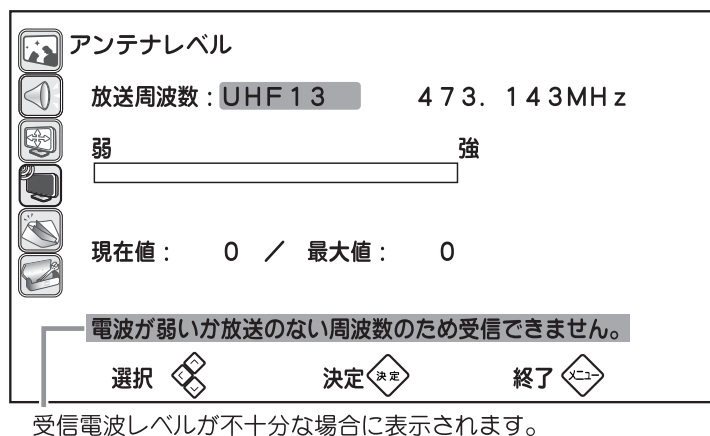 アンテナレベル
放送周波数：UHF13 473.143MHz
弱 強
現在値： 0 ／ 最大値： 0
電波が弱いか放送のない周波数のため受信できません。
選択 決定 決定 終了 メニュー
受信電波レベルが不十分な場合に表示されます。